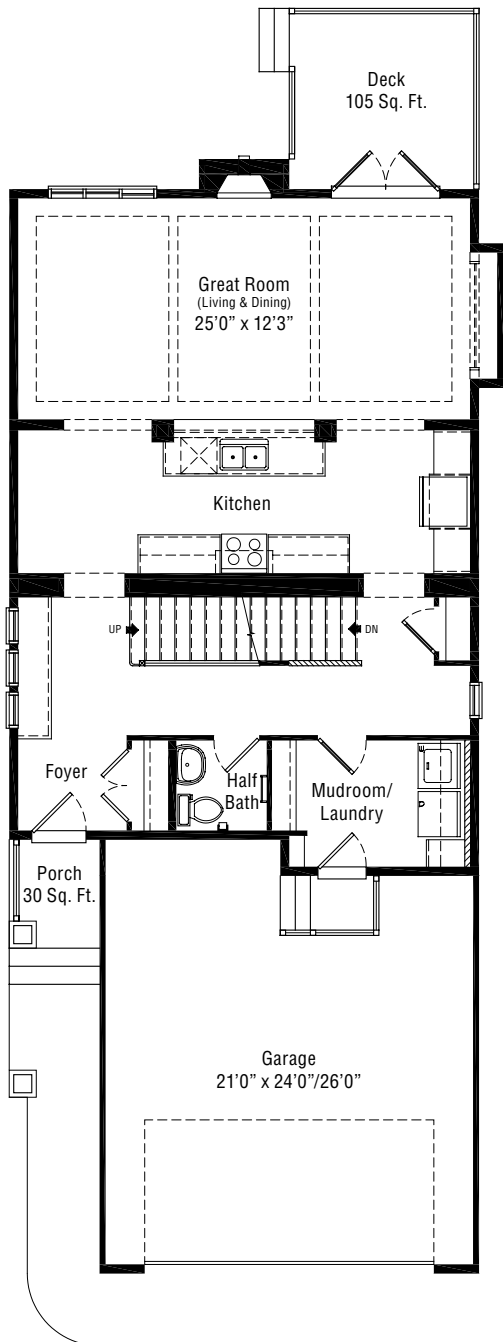 Deck
105 Sq. Ft.
Great Room
(Living & Dining)
25’0” x 12’3”
Kitchen
UP
DN
Foyer
Half
Bath
Mudroom/
Laundry
Porch
30 Sq. Ft.
Garage
21’0” x 24’0”/26’0”